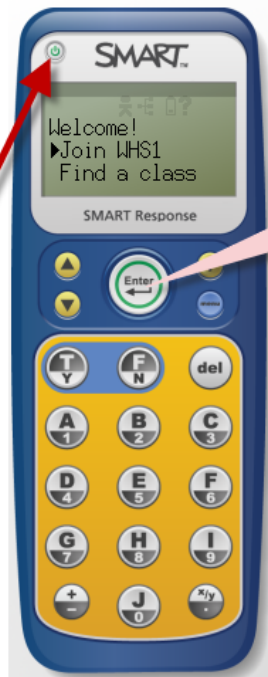 SMART™
Welcome!
▶Join WHS1
Find a class
SMART Response
Enter
T
Y
F
N
del
A
1
B
2
C
3
D
4
E
5
F
6
G
7
H
8
I
9
+
−
J
0
x/y
.